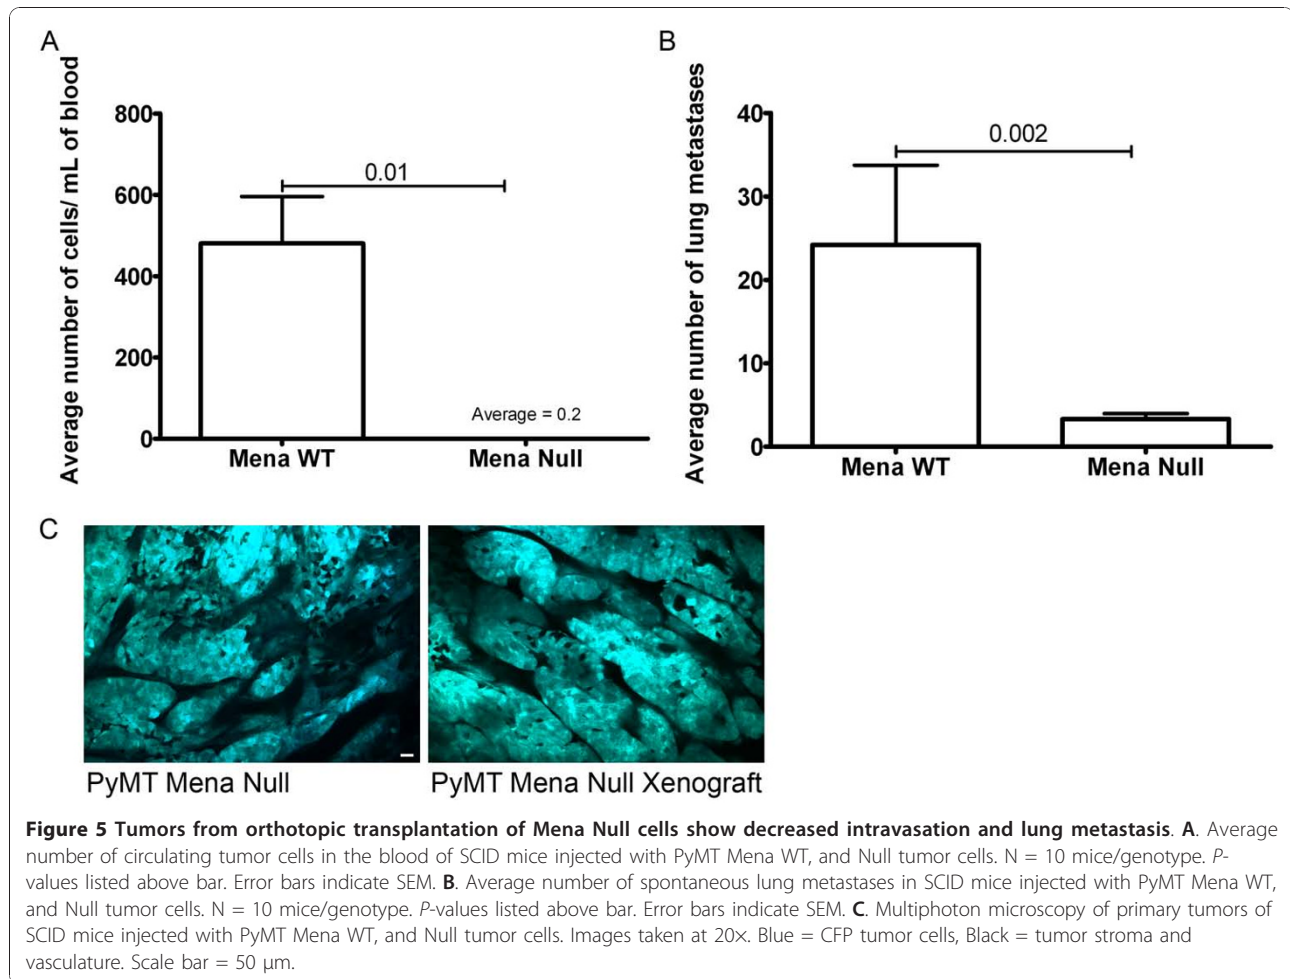 A
B
Average number of cells/ mL of blood
800
600
400
200
0
0.01
Average = 0.2
Mena WT
Mena Null
Average number of lung metastases
40
30
20
10
0
0.002
Mena WT
Mena Null
C
PyMT Mena Null
PyMT Mena Null Xenograft
Figure 5 Tumors from orthotopic transplantation of Mena Null cells show decreased intravasation and lung metastasis. A. Average
number of circulating tumor cells in the blood of SCID mice injected with PyMT Mena WT, and Null tumor cells. N = 10 mice/genotype. P-
values listed above bar. Error bars indicate SEM. B. Average number of spontaneous lung metastases in SCID mice injected with PyMT Mena WT,
and Null tumor cells. N = 10 mice/genotype. P-values listed above bar. Error bars indicate SEM. C. Multiphoton microscopy of primary tumors of
SCID mice injected with PyMT Mena WT, and Null tumor cells. Images taken at 20×. Blue = CFP tumor cells, Black = tumor stroma and
vasculature. Scale bar = 50 μm.